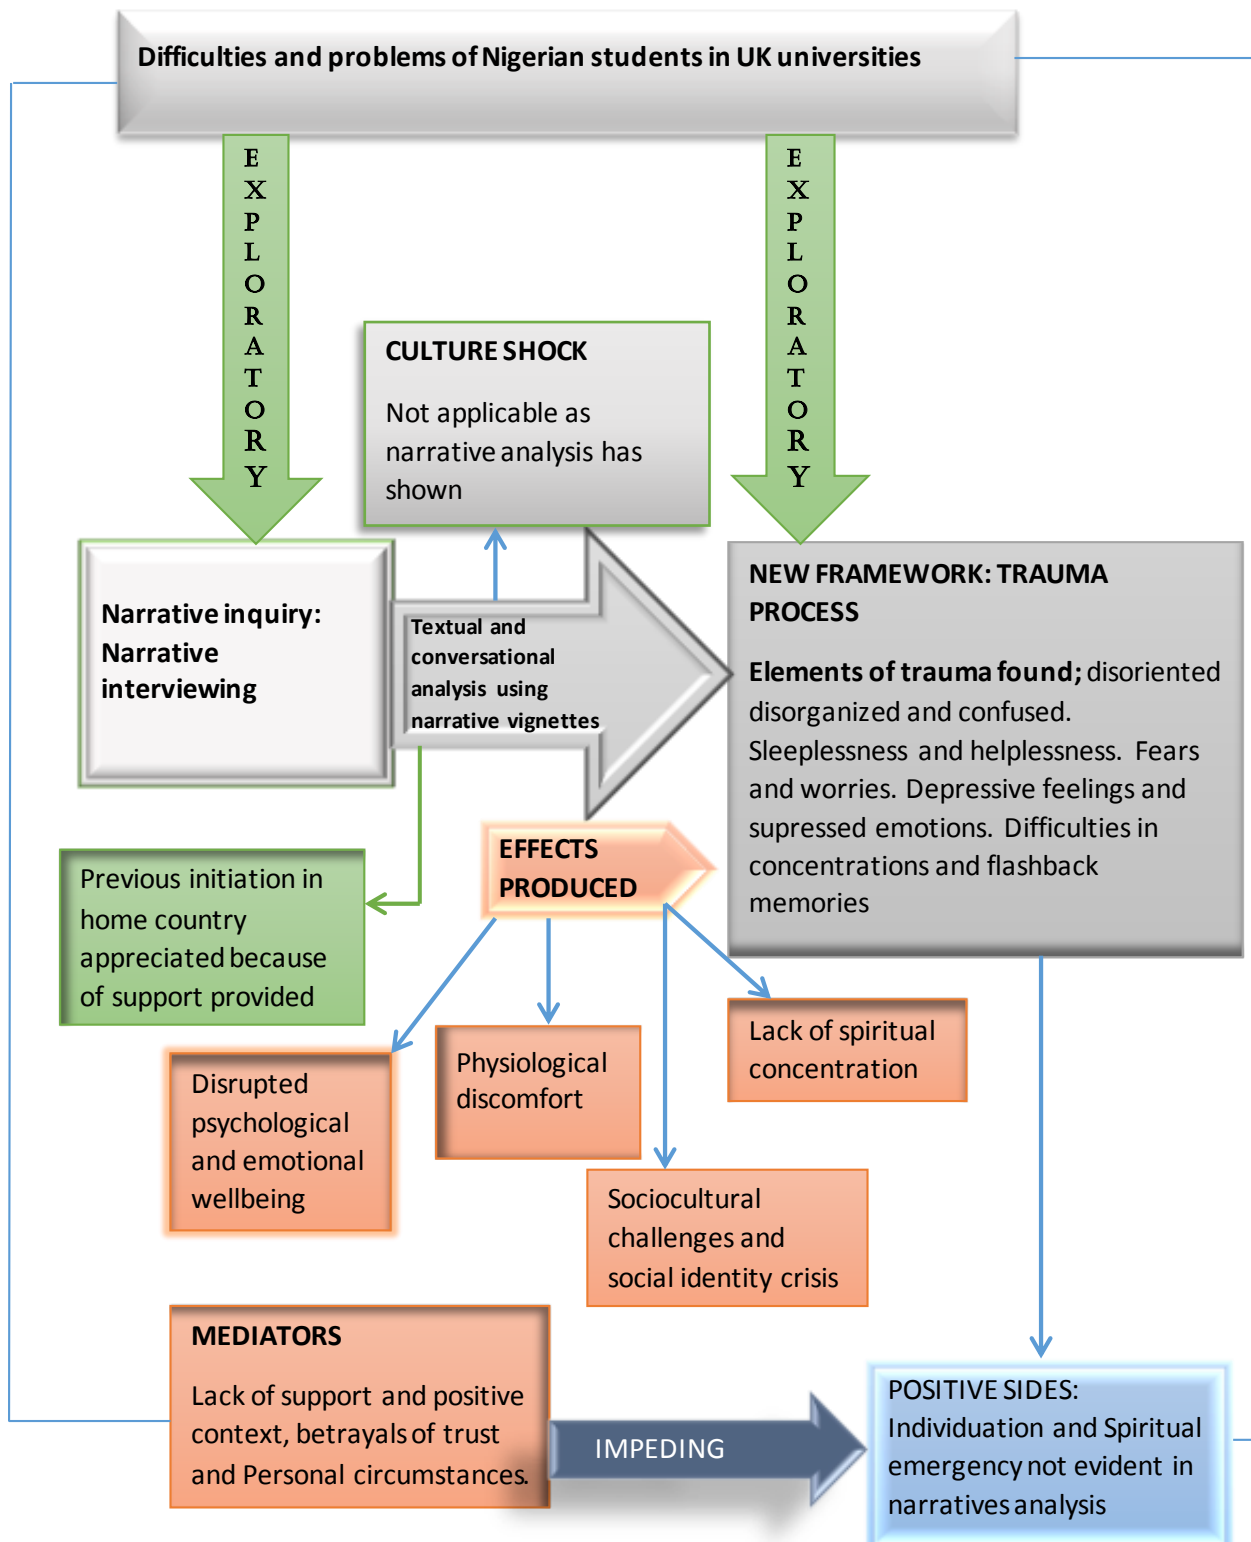 Difficulties and problems of Nigerian students in UK universities
E
X
P
L
O
R
A
T
O
R
Y
E
X
P
L
O
R
A
T
O
R
Y
CULTURE SHOCK
Not applicable as
narrative analysis has
shown
Narrative inquiry:
Narrative
interviewing
Textual and
conversational
analysis using
narrative vignettes
NEW FRAMEWORK: TRAUMA
PROCESS
Elements of trauma found; disoriented
disorganized and confused.
Sleeplessness and helplessness. Fears
and worries. Depressive feelings and
supressed emotions. Difficulties in
concentrations and flashback
memories
EFFECTS
PRODUCED
Previous initiation in
home country
appreciated because
of support provided
Lack of spiritual
concentration
Physiological
discomfort
Disrupted
psychological
and emotional
wellbeing
Sociocultural
challenges and
social identity crisis
MEDIATORS
Lack of support and positive
context, betrayals of trust
and Personal circumstances.
IMPEDING
POSITIVE SIDES:
Individuation and Spiritual
emergency not evident in
narratives analysis